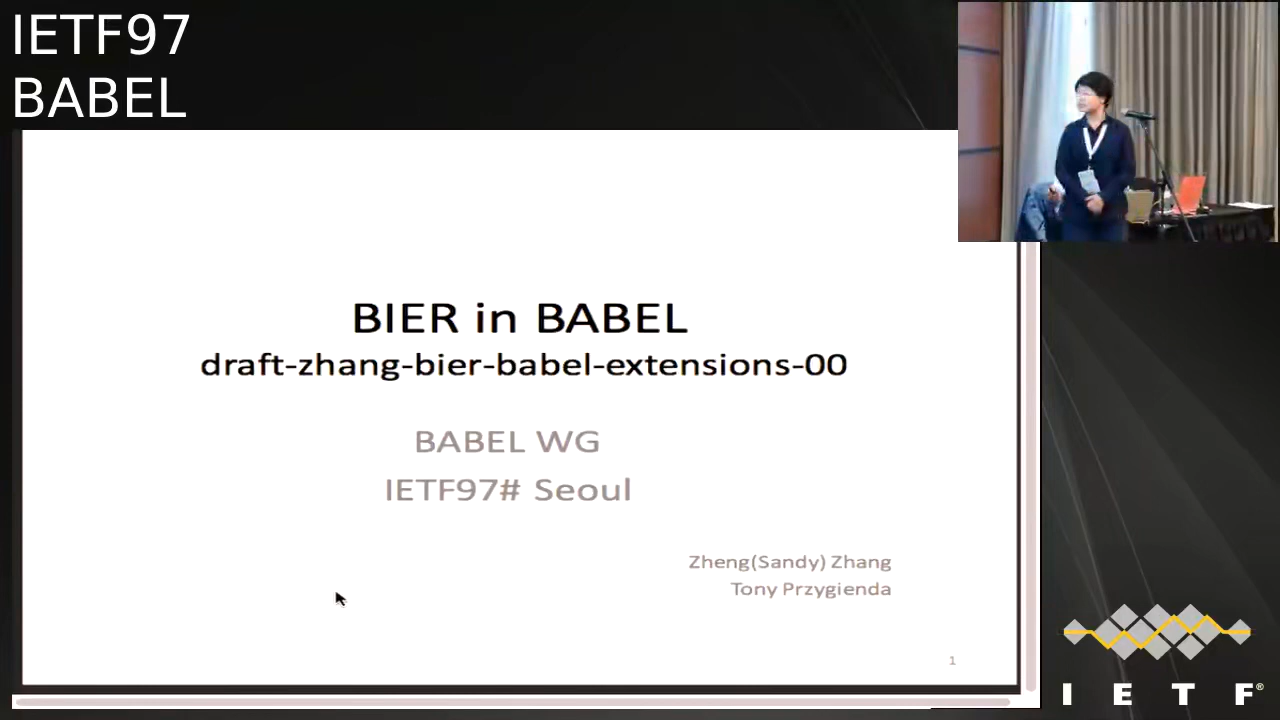 IETF97
BABEL
BIER in BABEL
draft-zhang-bier-babel-extensions-00
BABEL WG
IETF97# Seoul
Zheng(Sandy) Zhang
Tony Przygienda
1
I E T F®